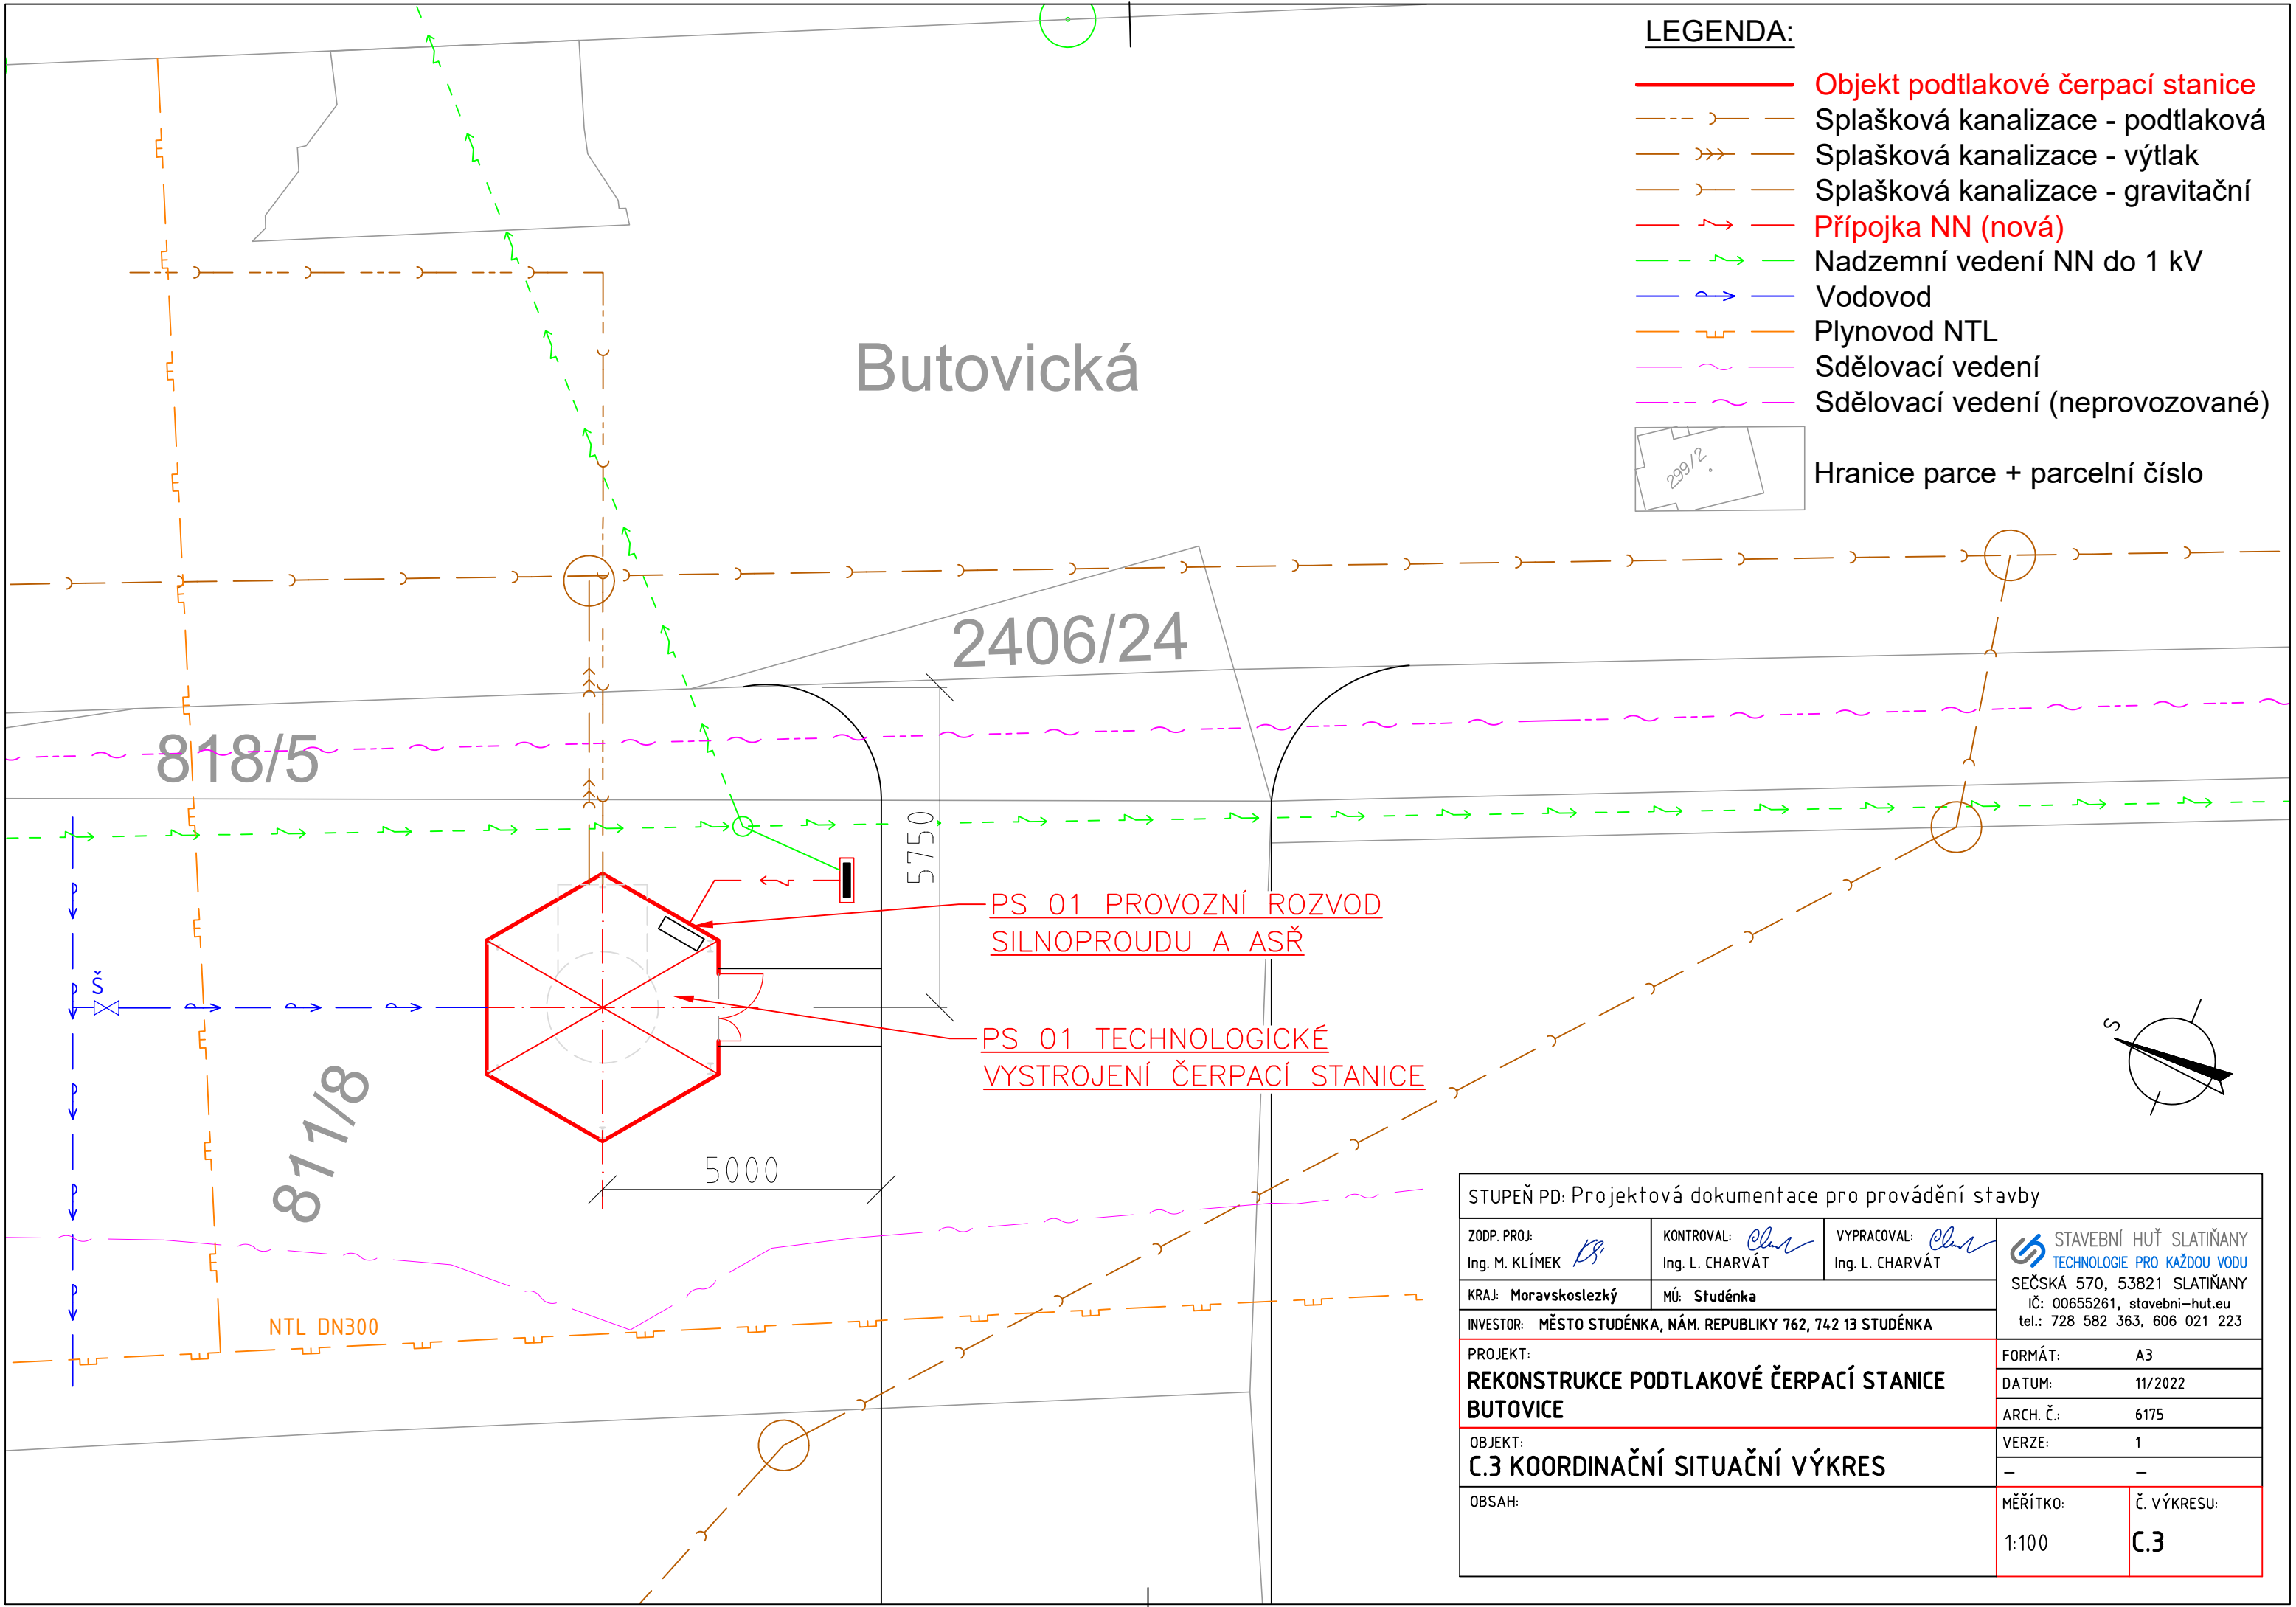 LEGENDA:
Objekt podtlakové čerpací stanice
Splašková kanalizace - podtlaková
Splašková kanalizace - výtlak
Splašková kanalizace - gravitační
Přípojka NN (nová)
Nadzemní vedení NN do 1 kV
Vodovod
Plynovod NTL
Sdělovací vedení
Sdělovací vedení (neprovozované)
299/2
Hranice parce + parcelní číslo
Butovická
2406/24
818/5
5750
PS 01 PROVOZNÍ ROZVOD
SILNOPROUDU A ASŘ
Š
PS 01 TECHNOLOGICKÉ
VYSTROJENÍ ČERPACÍ STANICE
S
811/8
5000
NTL DN300
STUPEŇ PD: Projektová dokumentace pro provádění stavby
ZODP. PROJ:
Ing. M. KLÍMEK
KONTROVAL:
Ing. L. CHARVÁT
VYPRACOVAL:
Ing. L. CHARVÁT
STAVEBNÍ HUŤ SLATIŇANY
TECHNOLOGIE PRO KAŽDOU VODU
SEČSKÁ 570, 53821 SLATIŇANY
IČ: 00655261, stavebni-hut.eu
tel.: 728 582 363, 606 021 223
KRAJ: Moravskoslezký
MÚ: Studénka
INVESTOR: MĚSTO STUDÉNKA, NÁM. REPUBLIKY 762, 742 13 STUDÉNKA
PROJEKT:
REKONSTRUKCE PODTLAKOVÉ ČERPACÍ STANICE
BUTOVICE
FORMÁT: A3
DATUM: 11/2022
ARCH. Č.: 6175
VERZE: 1
– –
OBJEKT:
C.3 KOORDINAČNÍ SITUAČNÍ VÝKRES
OBSAH:
MĚŘÍTKO:
1:100
Č. VÝKRESU:
C.3